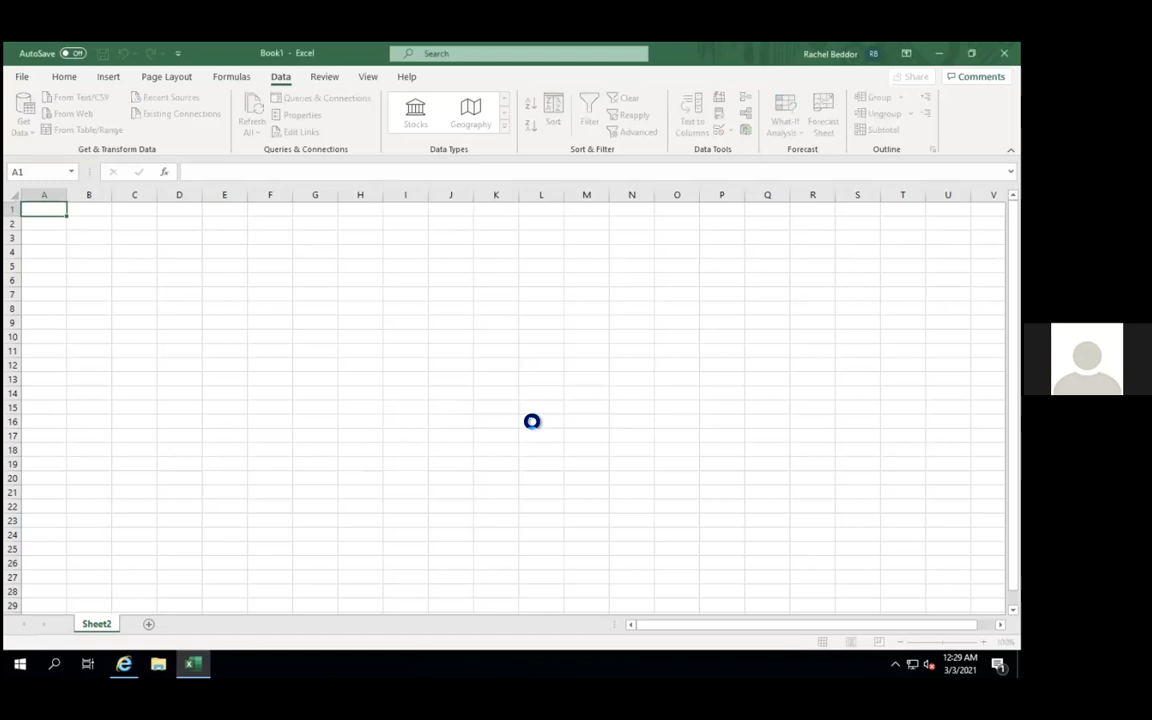 AutoSave Off Book1 - Excel Search Rachel Beddor RB
File Home Insert Page Layout Formulas Data Review View Help Share Comments
Get Data
From Text/CSV
From Web
From Table/Range
Recent Sources
Existing Connections
Get & Transform Data
Refresh All
Queries & Connections
Properties
Edit Links
Queries & Connections
Stocks Geography
Data Types
Sort
Filter
Clear
Reapply
Advanced
Sort & Filter
Text to Columns
Data Tools
What-If Analysis
Forecast Sheet
Forecast
Group
Ungroup
Subtotal
Outline
A1 fx
A B C D E F G H I J K L M N O P Q R S T U V
1
2
3
4
5
6
7
8
9
10
11
12
13
14
15
16
17
18
19
20
21
22
23
24
25
26
27
28
29
Sheet2
100%
12:29 AM
3/3/2021
1